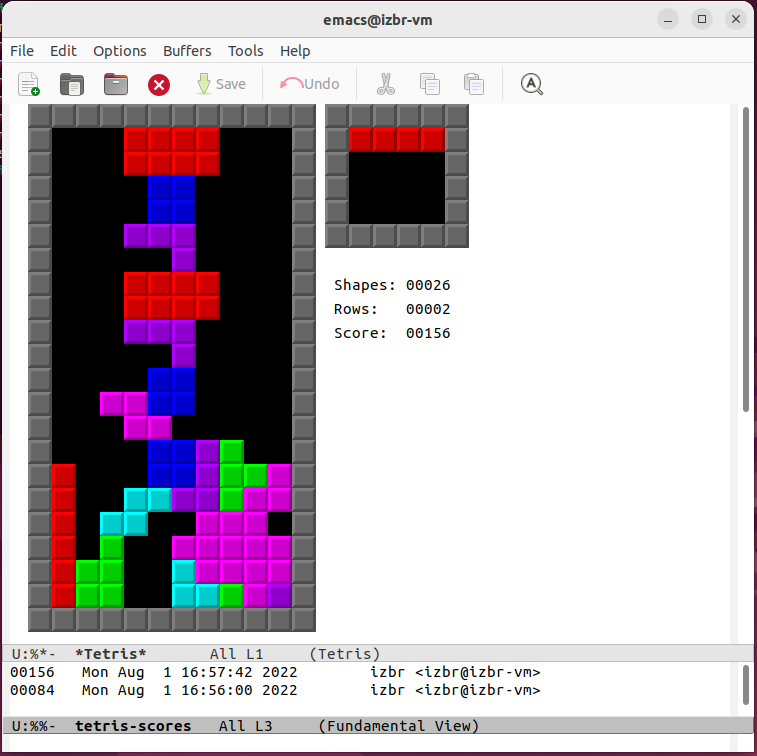 emacs@izbr-vm
File Edit Options Buffers Tools Help
Save Undo
Shapes: 00026
Rows: 00002
Score: 00156
U:%*- *Tetris* All L1 (Tetris)
00156 Mon Aug 1 16:57:42 2022 izbr <izbr@izbr-vm>
00084 Mon Aug 1 16:56:00 2022 izbr <izbr@izbr-vm>
U:%%- tetris-scores All L3 (Fundamental View)